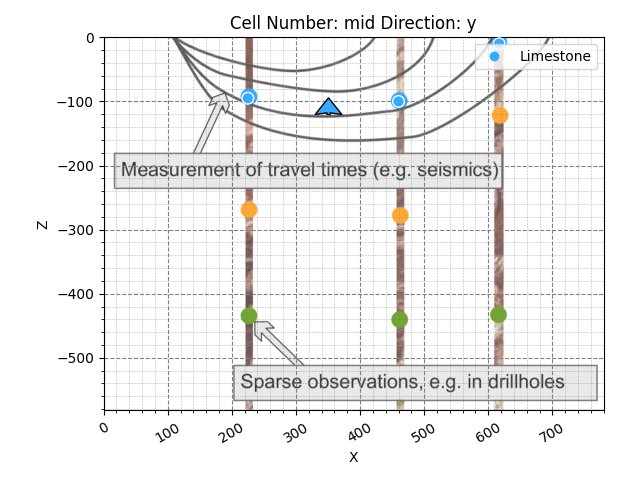 Cell Number: mid Direction: y
Limestone
0
−100
−200
−300
−400
−500
Z
Measurement of travel times (e.g. seismics)
Sparse observations, e.g. in drillholes
0
100
200
300
400
500
600
700
X